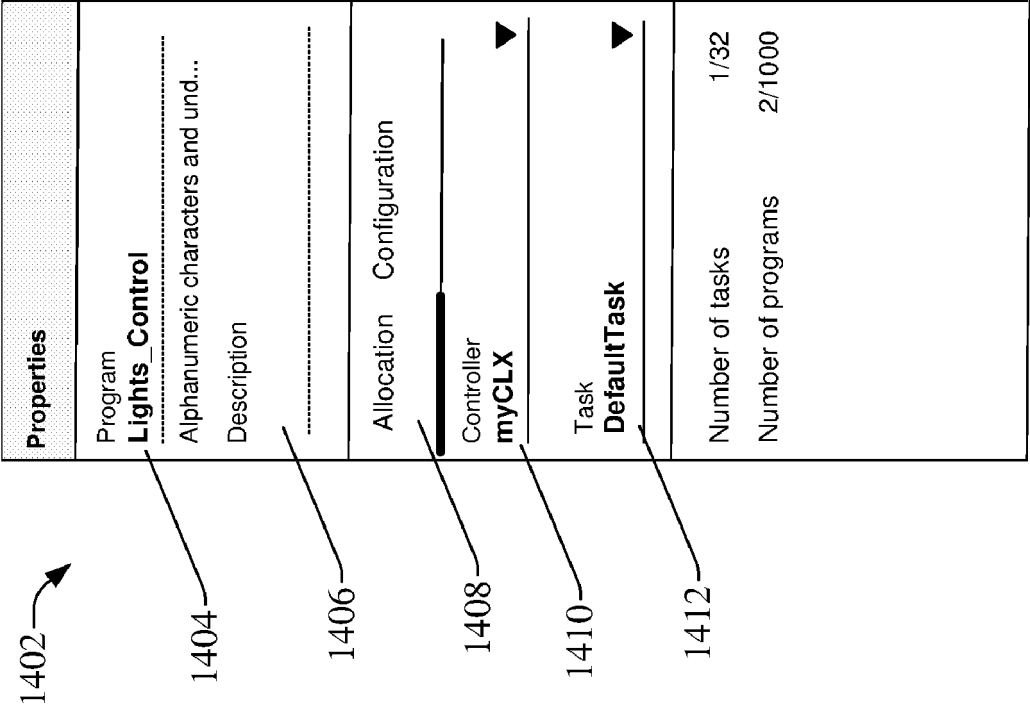 1402
Properties
1404
Program
Lights_Control
Alphanumeric characters and und...
1406
Description
1408
Allocation Configuration
1410
Controller
myCLX
1412
Task
DefaultTask
Number of tasks 1/32
Number of programs 2/1000